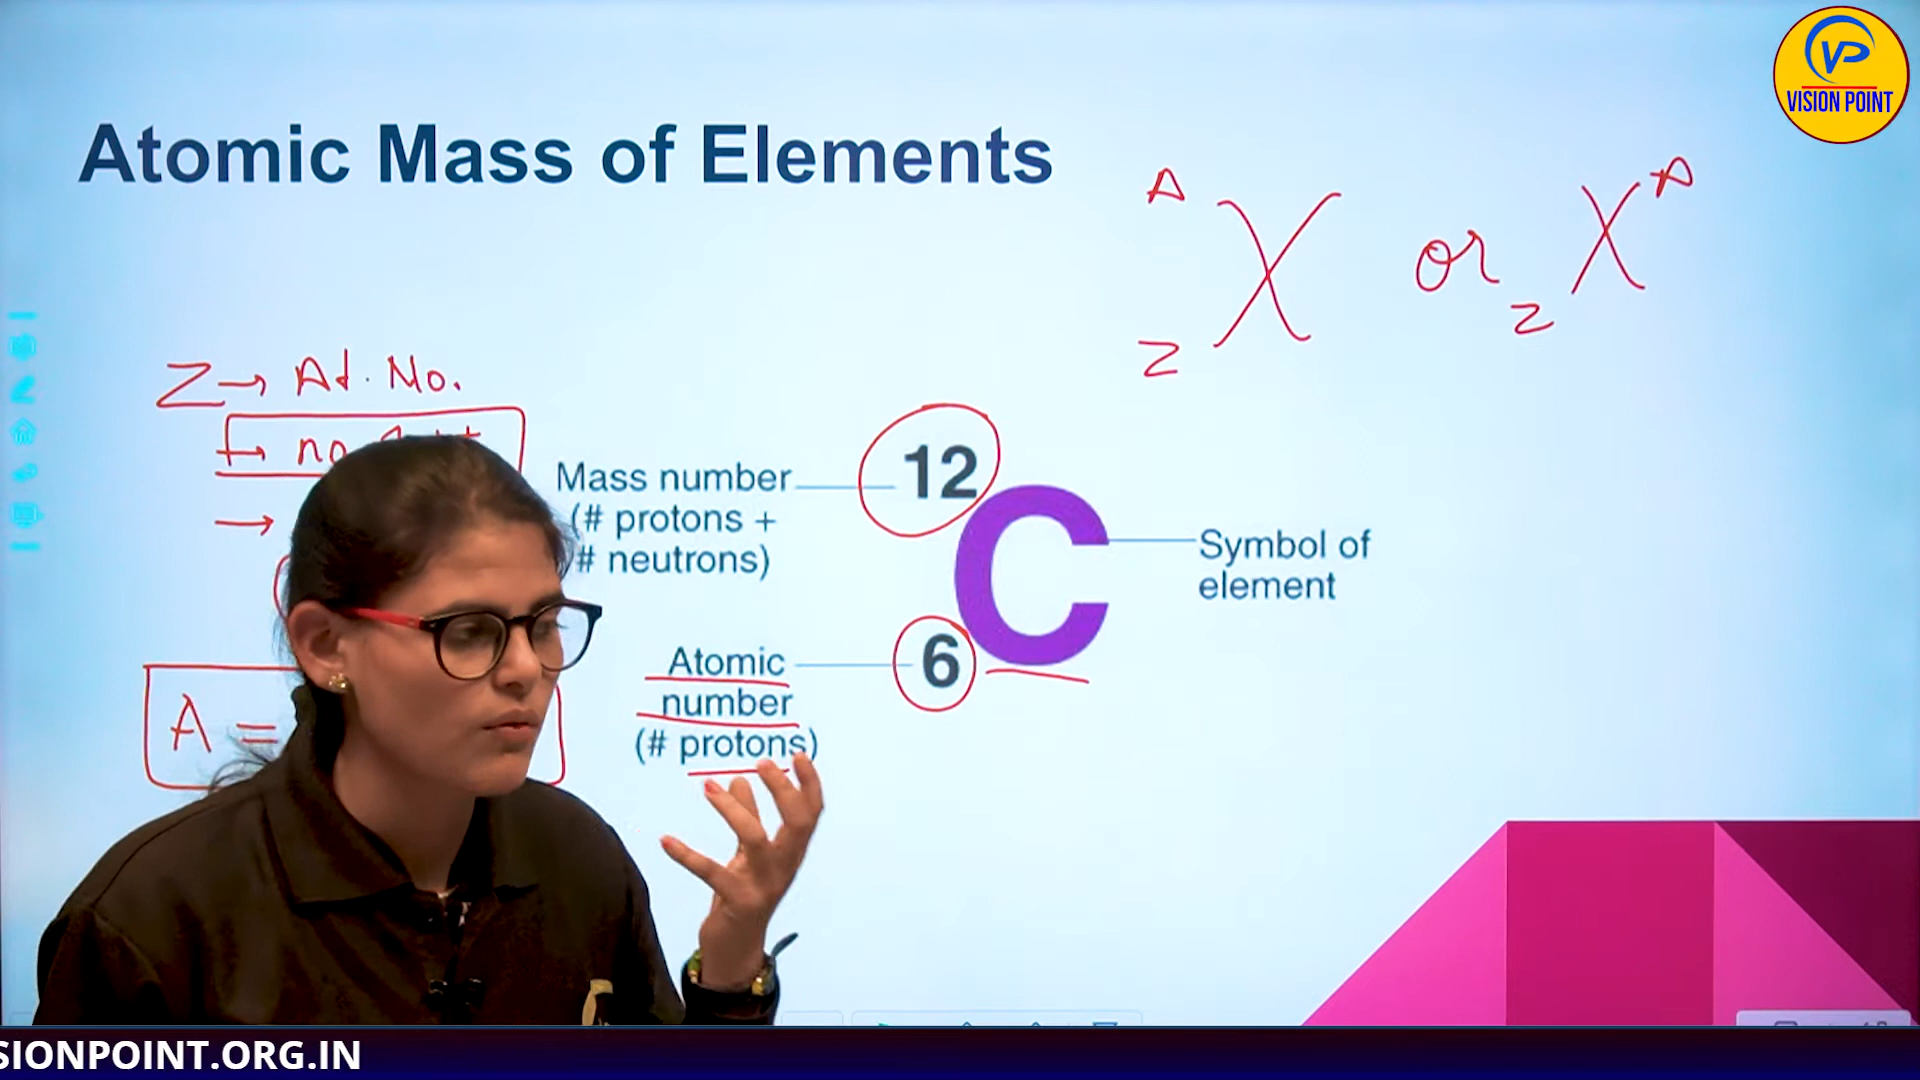 VP
VISION POINT
Atomic Mass of Elements
A
X or X A
Z Z
Z → At. No.
→ no
→
Mass number
(# protons +
# neutrons)
12
C
Symbol of
element
Atomic
number
(# protons)
6
A =
SIONPOINT.ORG.IN